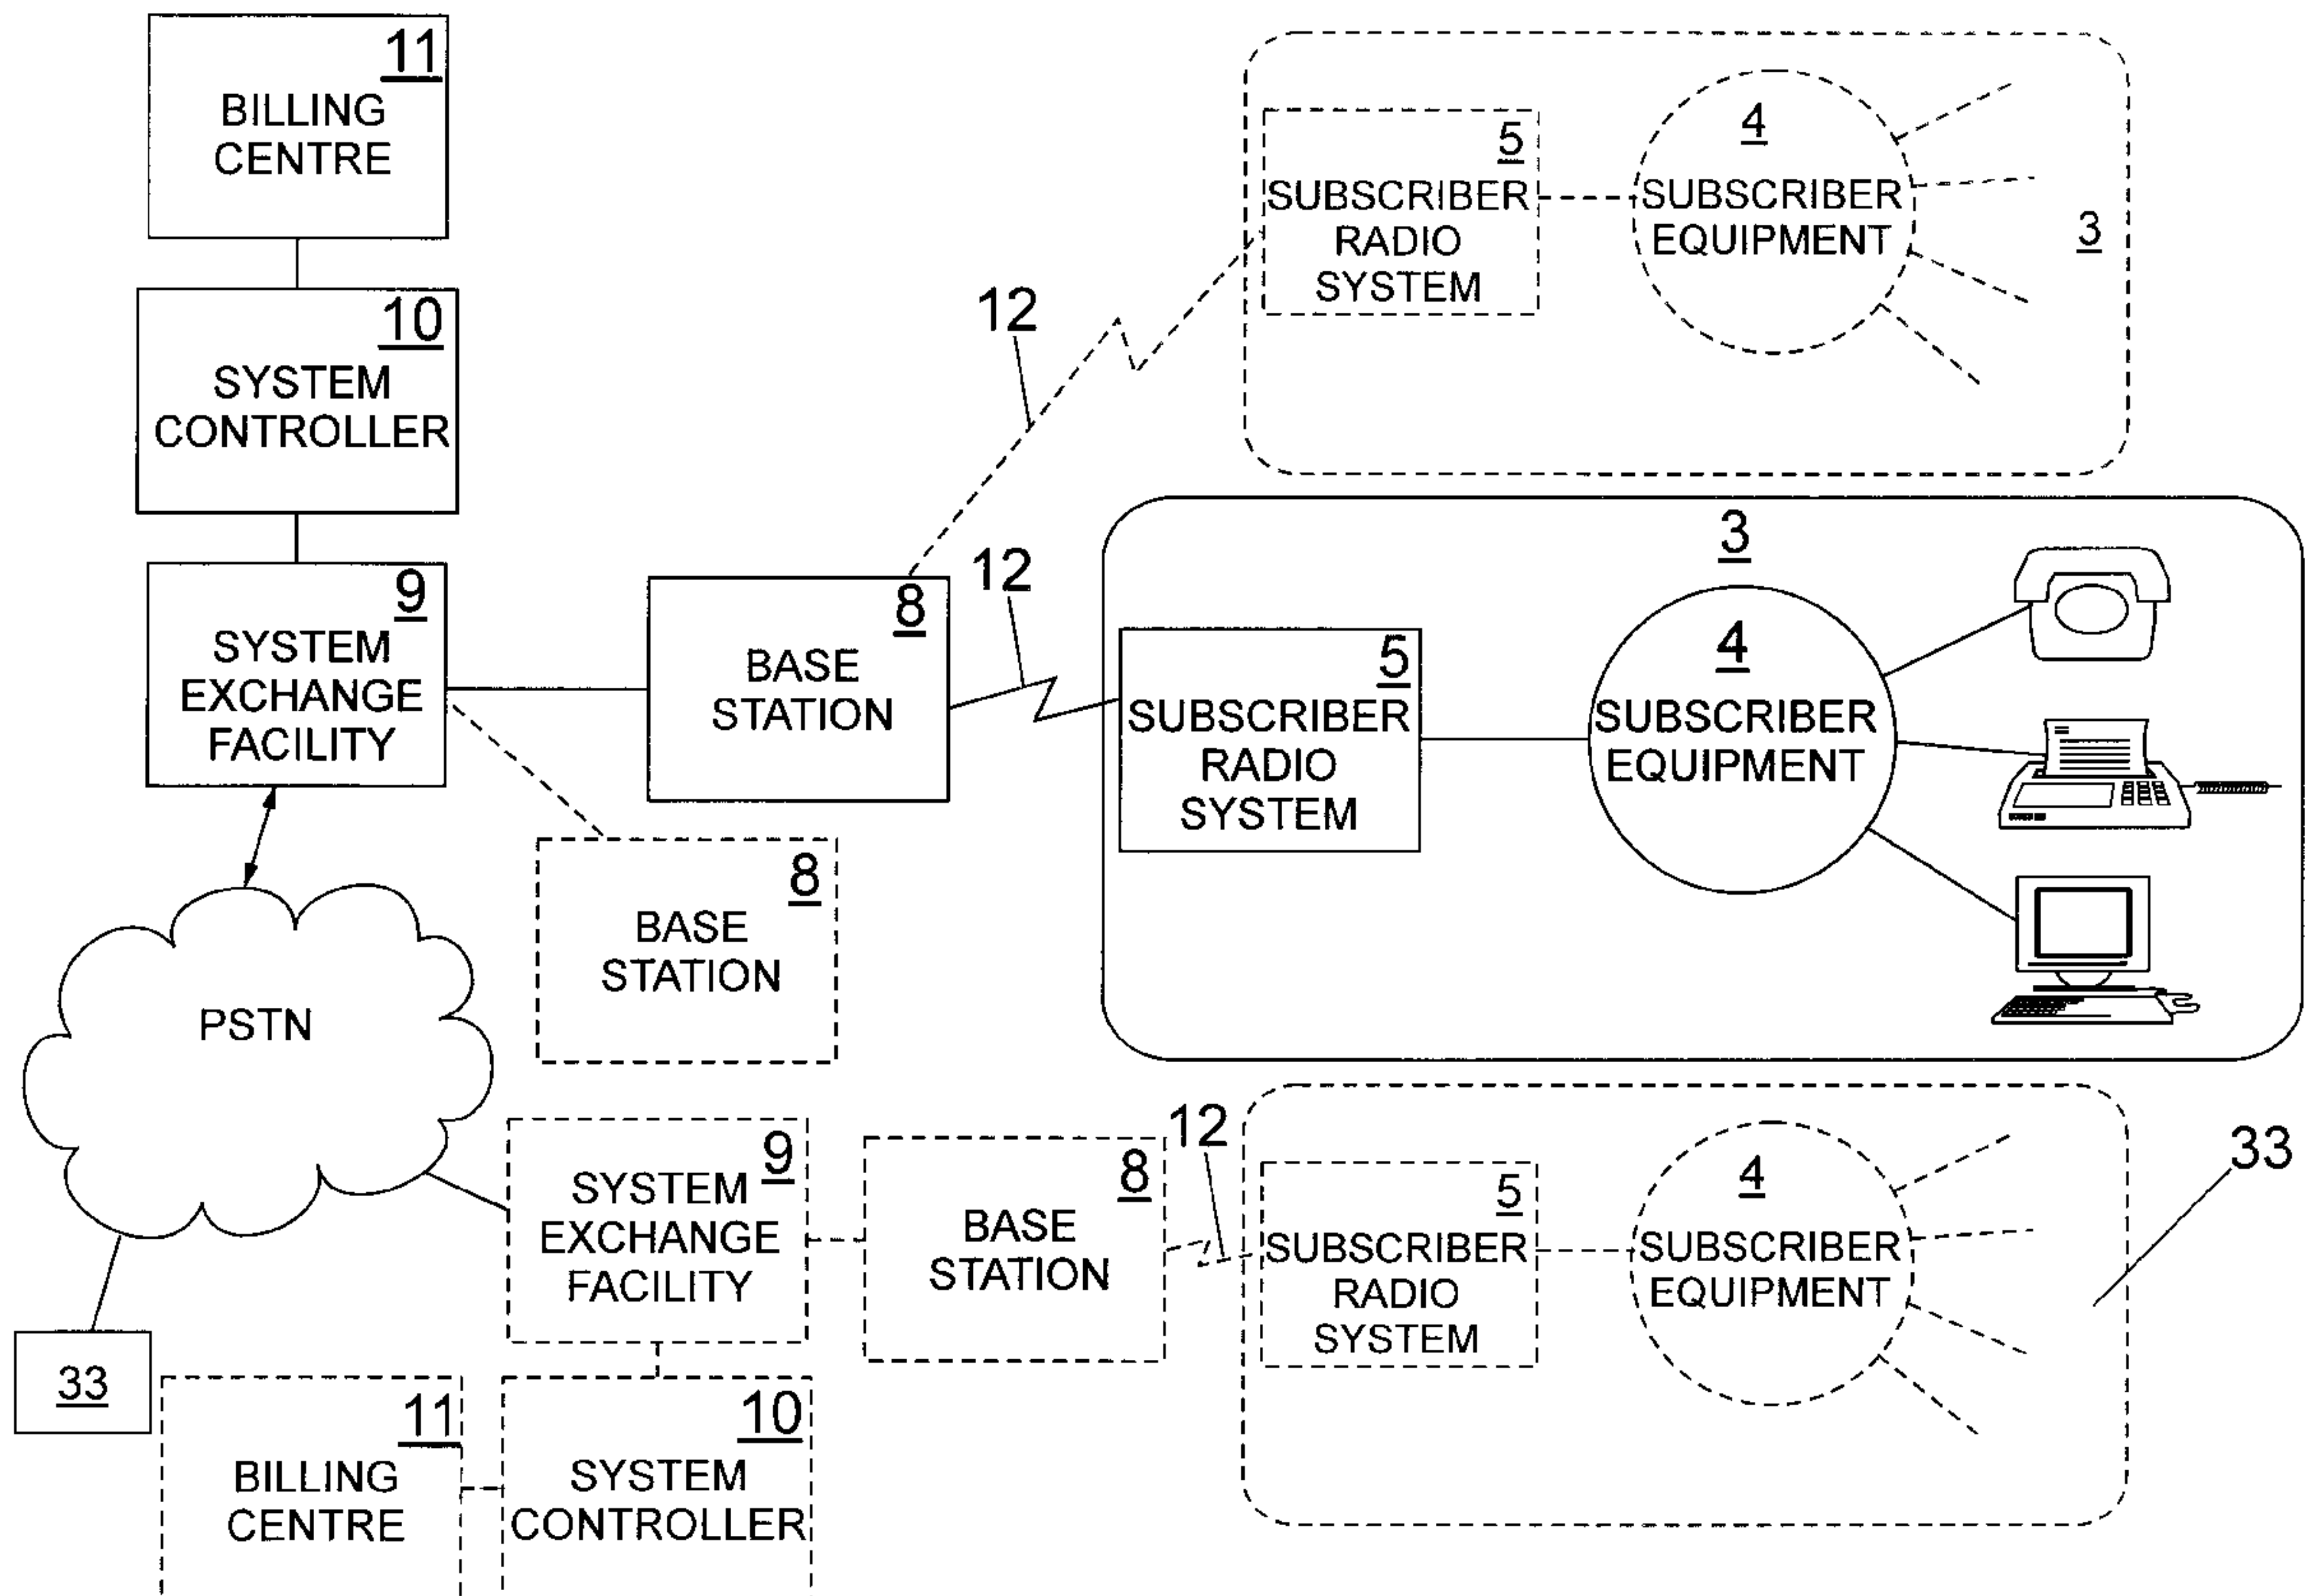 11
BILLING
CENTRE
10
SYSTEM
CONTROLLER
9
SYSTEM
EXCHANGE
FACILITY
8
BASE
STATION
8
BASE
STATION
12
5
SUBSCRIBER
RADIO
SYSTEM
4
SUBSCRIBER
EQUIPMENT
3
12
3
5
SUBSCRIBER
RADIO
SYSTEM
4
SUBSCRIBER
EQUIPMENT
PSTN
33
9
SYSTEM
EXCHANGE
FACILITY
8
BASE
STATION
12
5
SUBSCRIBER
RADIO
SYSTEM
4
SUBSCRIBER
EQUIPMENT
33
11
BILLING
CENTRE
10
SYSTEM
CONTROLLER